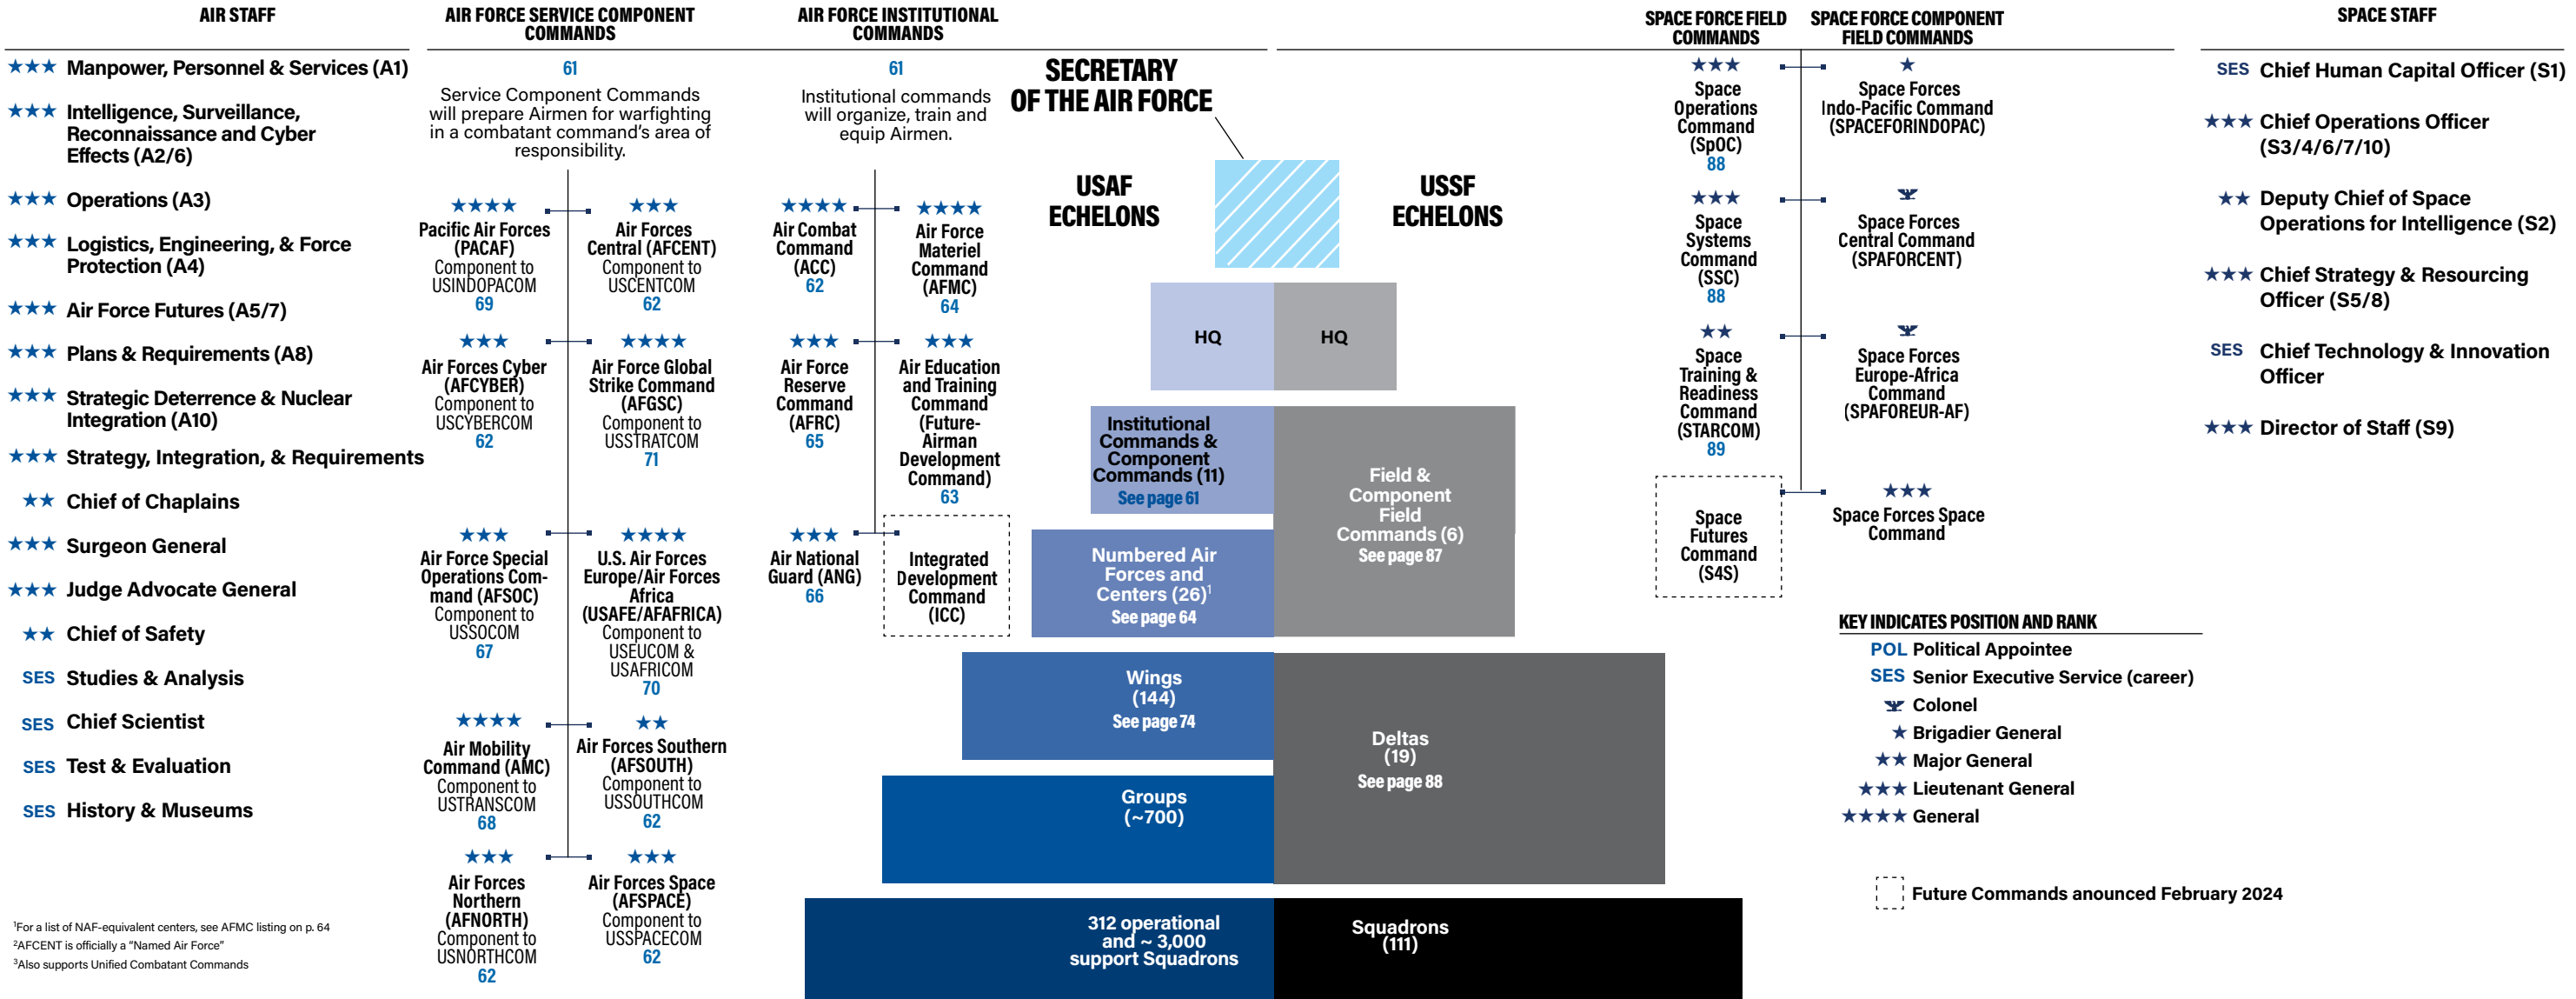 AIR STAFF
Manpower, Personnel & Services (A1)
Intelligence, Surveillance,
Reconnaissance and Cyber
Effects (A2/6)
Operations (A3)
Logistics, Engineering, & Force
Protection (A4)
Air Force Futures (A5/7)
Plans & Requirements (A8)
Strategic Deterrence & Nuclear
Integration (A10)
Strategy, Integration, & Requirements
Chief of Chaplains
Surgeon General
Judge Advocate General
Chief of Safety
SES Studies & Analysis
SES Chief Scientist
SES Test & Evaluation
SES History & Museums
1For a list of NAF-equivalent centers, see AFMC listing on p. 64
2AFCENT is officially a “Named Air Force”
3Also supports Unified Combatant Commands
AIR FORCE SERVICE COMPONENT
COMMANDS
61
Service Component Commands
will prepare Airmen for warfighting
in a combatant command’s area of
responsibility.
Pacific Air Forces
(PACAF)
Component to
USINDOPACOM
69
Air Forces
Central (AFCENT)
Component to
USCENTCOM
62
Air Forces Cyber
(AFCYBER)
Component to
USCYBERCOM
62
Air Force Global
Strike Command
(AFGSC)
Component to
USSTRATCOM
71
Air Force Special
Operations Com-
mand (AFSOC)
Component to
USSOCOM
67
U.S. Air Forces
Europe/Air Forces
Africa
(USAFE/AFAFRICA)
Component to
USEUCOM &
USAFRICOM
70
Air Mobility
Command (AMC)
Component to
USTRANSCOM
68
Air Forces Southern
(AFSOUTH)
Component to
USSOUTHCOM
62
Air Forces
Northern
(AFNORTH)
Component to
USNORTHCOM
62
Air Forces Space
(AFSPACE)
Component to
USSPACECOM
62
AIR FORCE INSTITUTIONAL
COMMANDS
61
Institutional commands
will organize, train and
equip Airmen.
Air Combat
Command
(ACC)
62
Air Force
Materiel
Command
(AFMC)
64
Air Force
Reserve
Command
(AFRC)
65
Air Education
and Training
Command
(Future-
Airman
Development
Command)
63
Air National
Guard (ANG)
66
Integrated
Development
Command
(ICC)
SECRETARY
OF THE AIR FORCE
USAF
ECHELONS
USSF
ECHELONS
HQ
HQ
Institutional
Commands &
Component
Commands (11)
See page 61
Numbered Air
Forces and
Centers (26)1
See page 64
Field &
Component
Field
Commands (6)
See page 87
Wings
(144)
See page 74
Groups
(~700)
Deltas
(19)
See page 88
312 operational
and ~ 3,000
support Squadrons
Squadrons
(111)
SPACE FORCE FIELD
COMMANDS
Space
Operations
Command
(SpOC)
88
Space
Systems
Command
(SSC)
88
Space
Training &
Readiness
Command
(STARCOM)
89
Space
Futures
Command
(S4S)
SPACE FORCE COMPONENT
FIELD COMMANDS
Space Forces
Indo-Pacific Command
(SPACEFORINDOPAC)
Space Forces
Central Command
(SPAFORCENT)
Space Forces
Europe-Africa
Command
(SPAFOREUR-AF)
Space Forces Space
Command
KEY INDICATES POSITION AND RANK
POL Political Appointee
SES Senior Executive Service (career)
Colonel
Brigadier General
Major General
Lieutenant General
General
Future Commands anounced February 2024
SPACE STAFF
SES Chief Human Capital Officer (S1)
Chief Operations Officer
(S3/4/6/7/10)
Deputy Chief of Space
Operations for Intelligence (S2)
Chief Strategy & Resourcing
Officer (S5/8)
SES Chief Technology & Innovation
Officer
Director of Staff (S9)